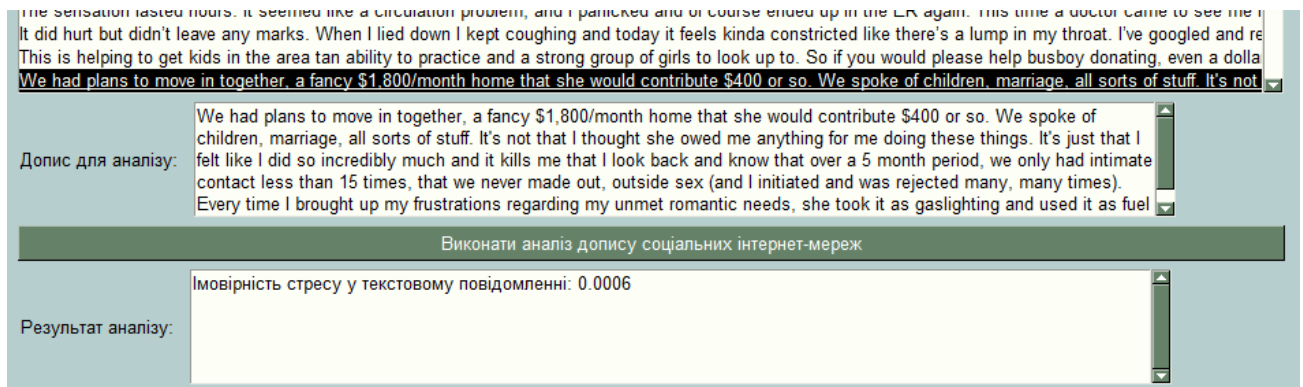 The sensation lasted hours. It seemed like a circulation problem, and I panicked and of course ended up in the ER again. This time a doctor came to see me
It did hurt but didn't leave any marks. When I lied down I kept coughing and today it feels kinda constricted like there's a lump in my throat. I've googled and re
This is helping to get kids in the area tan ability to practice and a strong group of girls to look up to. So if you would please help busboy donating, even a dolla
We had plans to move in together, a fancy $1,800/month home that she would contribute $400 or so. We spoke of children, marriage, all sorts of stuff. It's not
We had plans to move in together, a fancy $1,800/month home that she would contribute $400 or so. We spoke of
children, marriage, all sorts of stuff. It's not that I thought she owed me anything for me doing these things. It's just that I
Допис для аналізу: felt like I did so incredibly much and it kills me that I look back and know that over a 5 month period, we only had intimate
contact less than 15 times, that we never made out, outside sex (and I initiated and was rejected many, many times).
Every time I brought up my frustrations regarding my unmet romantic needs, she took it as gaslighting and used it as fuel
Виконати аналіз допису соціальних інтернет-мереж
Імовірність стресу у текстовому повідомленні: 0.0006
Результат аналізу: